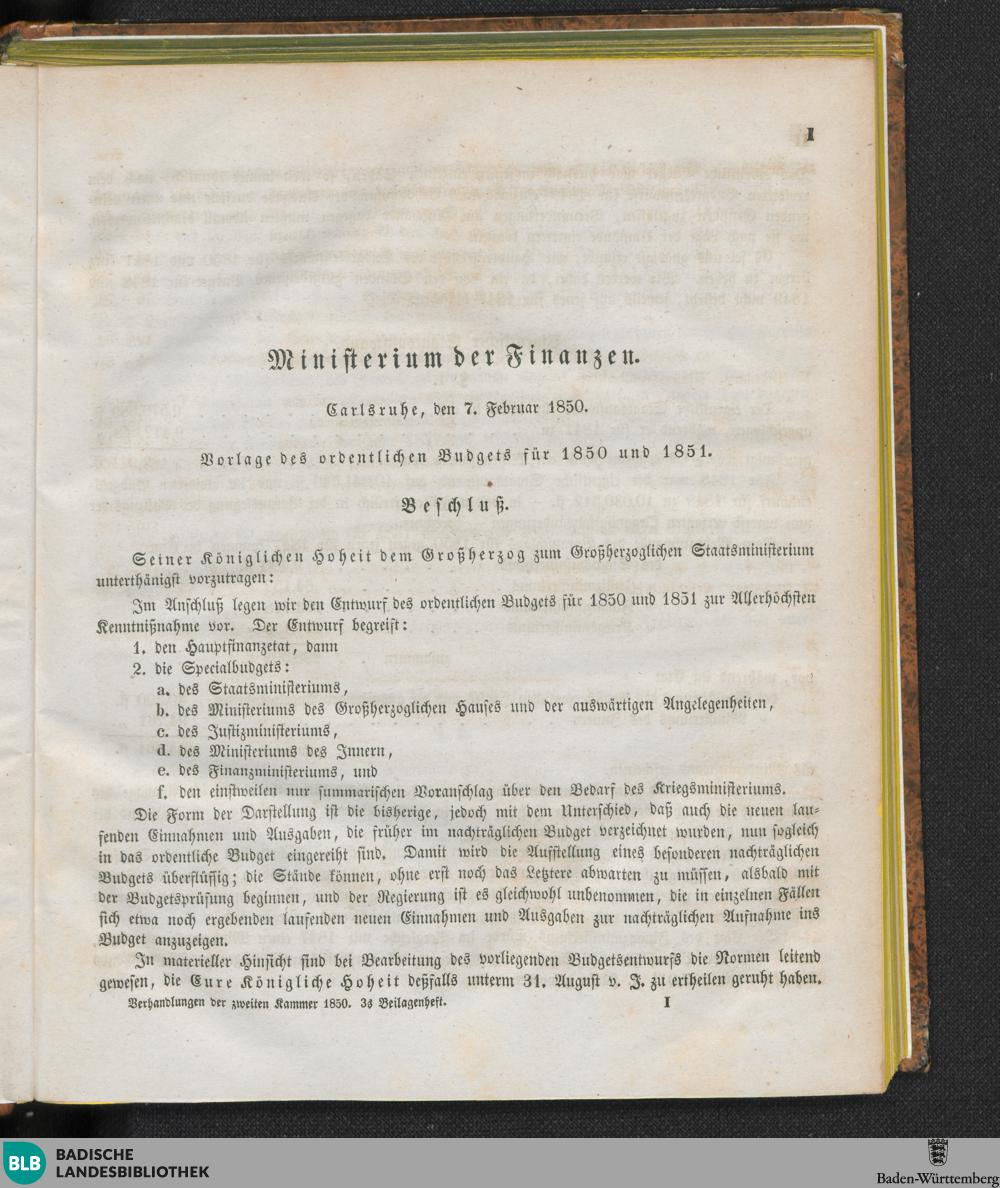 I
Ministerium der Finanzen.
Carlsruhe, den 7. Februar 1850.
Vorlage des ordentlichen Budgets für 1850 und 1851.
Beschluß.
Seiner Königlichen Hoheit dem Großherzog zum Großherzoglichen Staatsministerium
unterthänigst vorzutragen:
Im Anschluß legen wir den Entwurf des ordentlichen Budgets für 1850 und 1851 zur Allerhöchsten
Kenntnißnahme vor. Der Entwurf begreift:
1. den Hauptfinanzetat, dann
2. die Specialbudgets:
a. des Staatsministeriums,
b. des Ministeriums des Großherzoglichen Hauses und der auswärtigen Angelegenheiten,
c. des Justizministeriums,
d. des Ministeriums des Innern,
e. des Finanzministeriums, und
f. den einstweilen nur summarischen Voranschlag über den Bedarf des Kriegsministeriums.
Die Form der Darstellung ist die bisherige, jedoch mit dem Unterschied, daß auch die neuen lau-
fenden Einnahmen und Ausgaben, die früher im nachträglichen Budget verzeichnet wurden, nun sogleich
in das ordentliche Budget eingereiht sind. Damit wird die Aufstellung eines besonderen nachträglichen
Budgets überflüssig; die Stände können, ohne erst noch das Letztere abwarten zu müssen, alsbald mit
der Budgetsprüfung beginnen, und der Regierung ist es gleichwohl unbenommen, die in einzelnen Fällen
sich etwa noch ergebenden laufenden neuen Einnahmen und Ausgaben zur nachträglichen Aufnahme ins
Budget anzuzeigen.
In materieller Hinsicht sind bei Bearbeitung des vorliegenden Budgetsentwurfs die Normen leitend
gewesen, die Eure Königliche Hoheit deßfalls unterm 31. August v. J. zu ertheilen geruht haben.
Verhandlungen der zweiten Kammer 1850. 3s Beilagenheft. I
BLB BADISCHE
LANDESBIBLIOTHEK
Baden-Württemberg